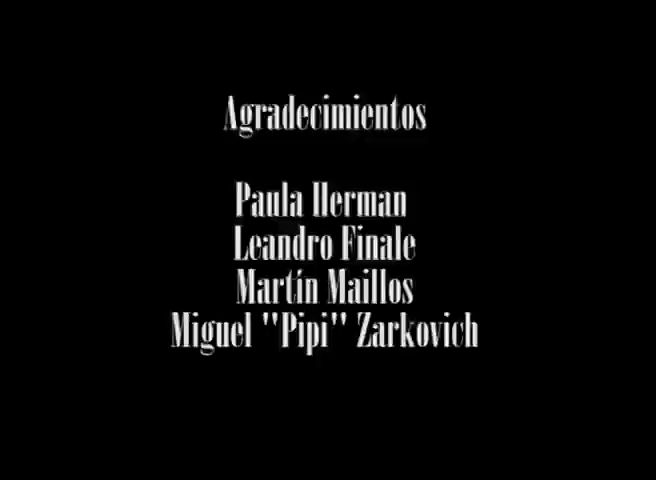 Agradecimientos
Paula Herman
Leandro Finale
Martín Maillos
Miguel "Pipi" Zarkovich